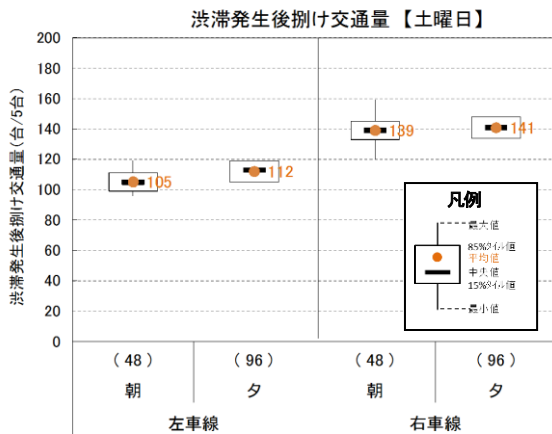 渋滞発生後捌け交通量【土曜日】
渋滞発生後捌け交通量(台/5台)
200
180
160
140
120
100
80
60
40
20
0
105
112
139
141
凡例
最大値
85%タイル値
平均値
中央値
15%タイル値
最小値
(48) (96) (48) (96)
朝 夕 朝 夕
左車線 右車線